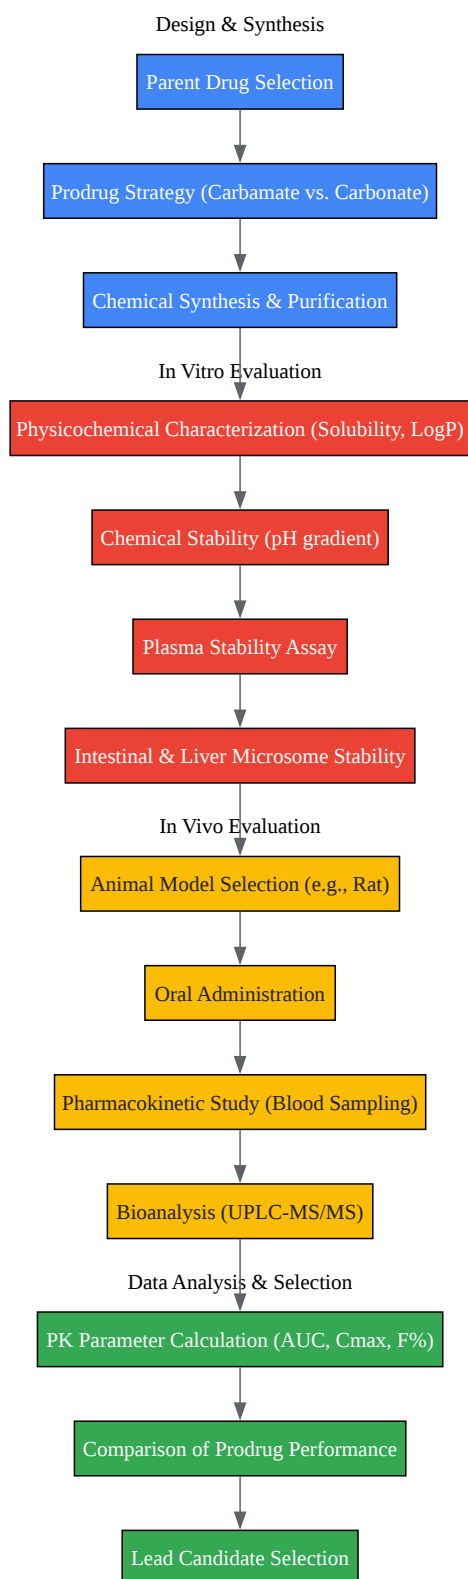 Design & Synthesis
Parent Drug Selection
Prodrug Strategy (Carbamate vs. Carbonate)
Chemical Synthesis & Purification
In Vitro Evaluation
Physicochemical Characterization (Solubility, LogP)
Chemical Stability (pH gradient)
Plasma Stability Assay
Intestinal & Liver Microsome Stability
In Vivo Evaluation
Animal Model Selection (e.g., Rat)
Oral Administration
Pharmacokinetic Study (Blood Sampling)
Bioanalysis (UPLC-MS/MS)
Data Analysis & Selection
PK Parameter Calculation (AUC, Cmax, F%)
Comparison of Prodrug Performance
Lead Candidate Selection